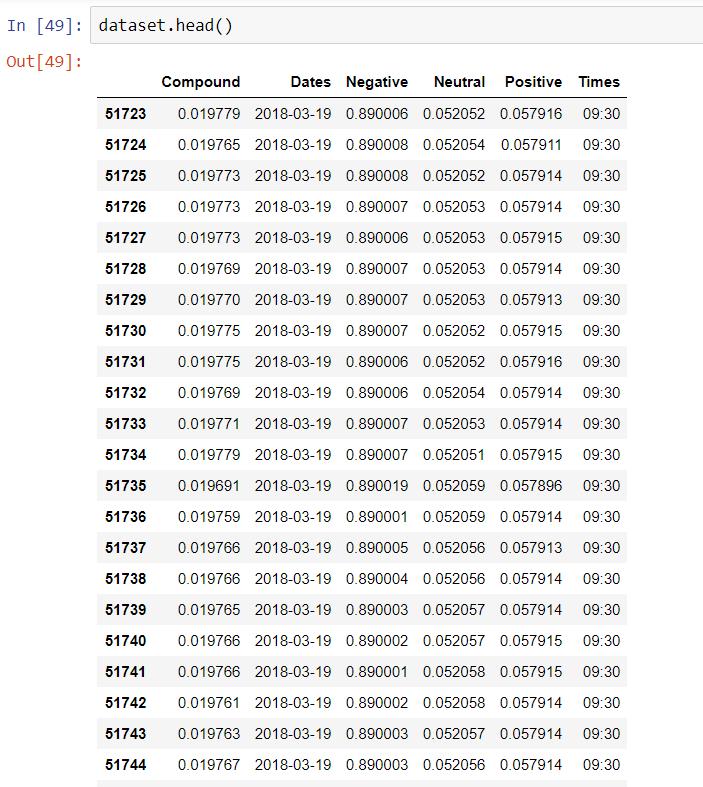 In [49]: dataset.head()
Out[49]:
Compound Dates Negative Neutral Positive Times
51723 0.019779 2018-03-19 0.890006 0.052052 0.057916 09:30
51724 0.019765 2018-03-19 0.890008 0.052054 0.057911 09:30
51725 0.019773 2018-03-19 0.890008 0.052052 0.057914 09:30
51726 0.019773 2018-03-19 0.890007 0.052053 0.057914 09:30
51727 0.019773 2018-03-19 0.890006 0.052053 0.057915 09:30
51728 0.019769 2018-03-19 0.890007 0.052053 0.057914 09:30
51729 0.019770 2018-03-19 0.890007 0.052053 0.057913 09:30
51730 0.019775 2018-03-19 0.890007 0.052052 0.057915 09:30
51731 0.019775 2018-03-19 0.890006 0.052052 0.057916 09:30
51732 0.019769 2018-03-19 0.890006 0.052054 0.057914 09:30
51733 0.019771 2018-03-19 0.890007 0.052053 0.057914 09:30
51734 0.019779 2018-03-19 0.890007 0.052051 0.057915 09:30
51735 0.019691 2018-03-19 0.890019 0.052059 0.057896 09:30
51736 0.019759 2018-03-19 0.890001 0.052059 0.057914 09:30
51737 0.019766 2018-03-19 0.890005 0.052056 0.057913 09:30
51738 0.019766 2018-03-19 0.890004 0.052056 0.057914 09:30
51739 0.019765 2018-03-19 0.890003 0.052057 0.057914 09:30
51740 0.019766 2018-03-19 0.890002 0.052057 0.057915 09:30
51741 0.019766 2018-03-19 0.890001 0.052058 0.057915 09:30
51742 0.019761 2018-03-19 0.890002 0.052058 0.057914 09:30
51743 0.019763 2018-03-19 0.890003 0.052057 0.057914 09:30
51744 0.019767 2018-03-19 0.890003 0.052056 0.057914 09:30